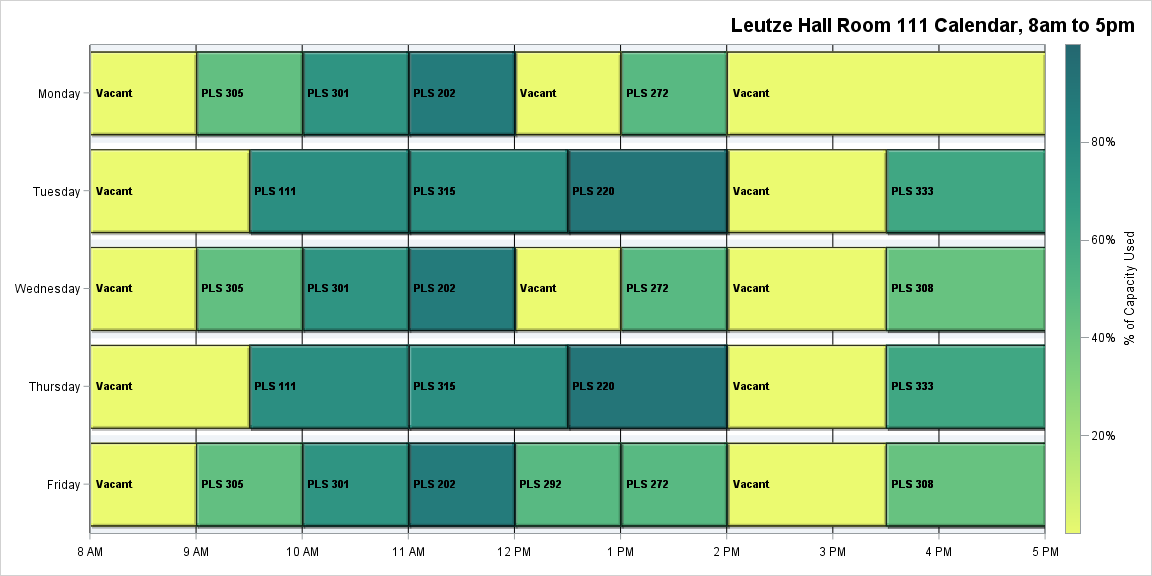 Leutze Hall Room 111 Calendar, 8am to 5pm
Monday
Vacant
PLS 305
PLS 301
PLS 202
Vacant
PLS 272
Vacant
Tuesday
Vacant
PLS 111
PLS 315
PLS 220
Vacant
PLS 333
Wednesday
Vacant
PLS 305
PLS 301
PLS 202
Vacant
PLS 272
Vacant
PLS 308
Thursday
Vacant
PLS 111
PLS 315
PLS 220
Vacant
PLS 333
Friday
Vacant
PLS 305
PLS 301
PLS 202
PLS 292
PLS 272
Vacant
PLS 308
8 AM
9 AM
10 AM
11 AM
12 PM
1 PM
2 PM
3 PM
4 PM
5 PM
80%
60%
40%
20%
% of Capacity Used